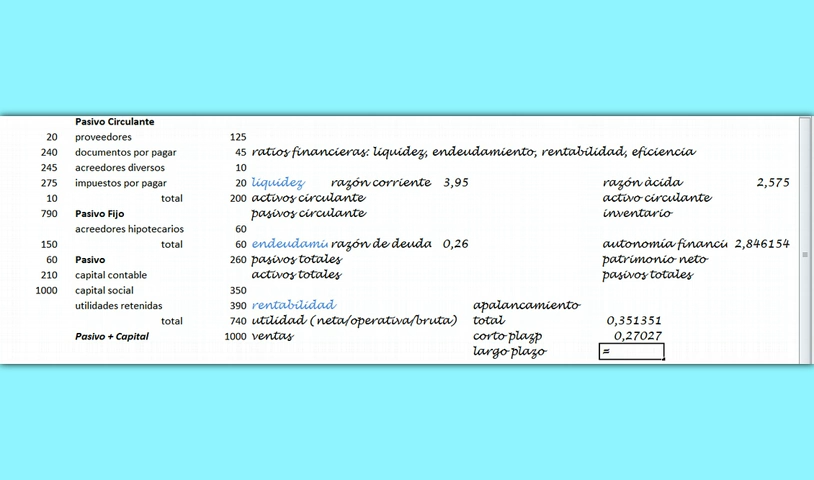 Pasivo Circulante
20 proveedores 125
240 documentos por pagar 45 ratios financieras: liquidez, endeudamiento, rentabilidad, eficiencia
245 acreedores diversos 10
275 impuestos por pagar 20 liquidez razón corriente 3,95 razón àcida 2,575
10 total 200 activos circulante activo circulante
790 Pasivo Fijo pasivos circulante inventario
acreedores hipotecarios 60
150 total 60 endeudami razón de deuda 0,26 autonomía financi 2,846154
60 Pasivo 260 pasivos totales patrimonio neto
210 capital contable activos totales pasivos totales
1000 capital social 350
utilidades retenidas 390 rentabilidad apalancamiento
total 740 utilidad (neta/operativa/bruta) total 0,351351
Pasivo + Capital 1000 ventas corto plazp 0,27027
largo plazo =